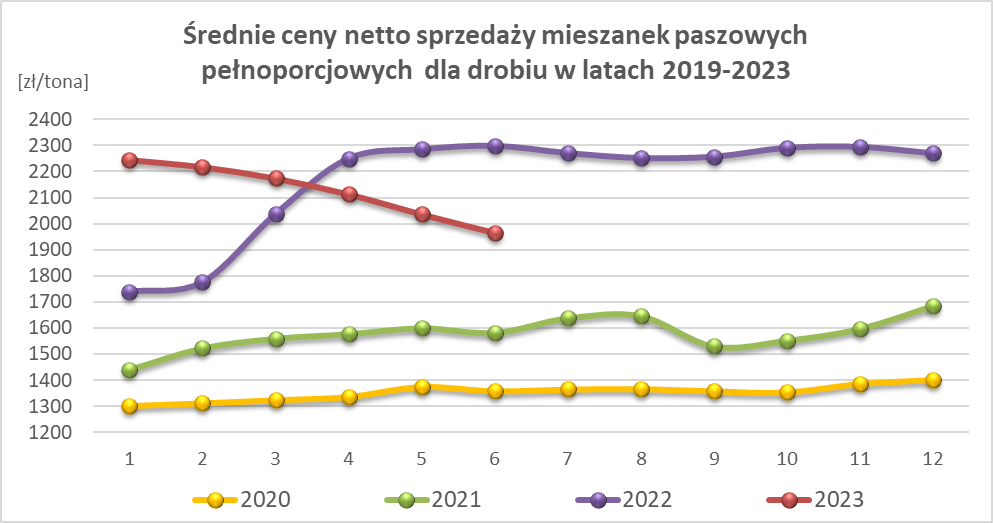 Średnie ceny netto sprzedaży mieszanek paszowych
pełnoporcjowych dla drobiu w latach 2019-2023
[zł/tona]
2400
2300
2200
2100
2000
1900
1800
1700
1600
1500
1400
1300
1200
1 2 3 4 5 6 7 8 9 10 11 12
2020 2021 2022 2023